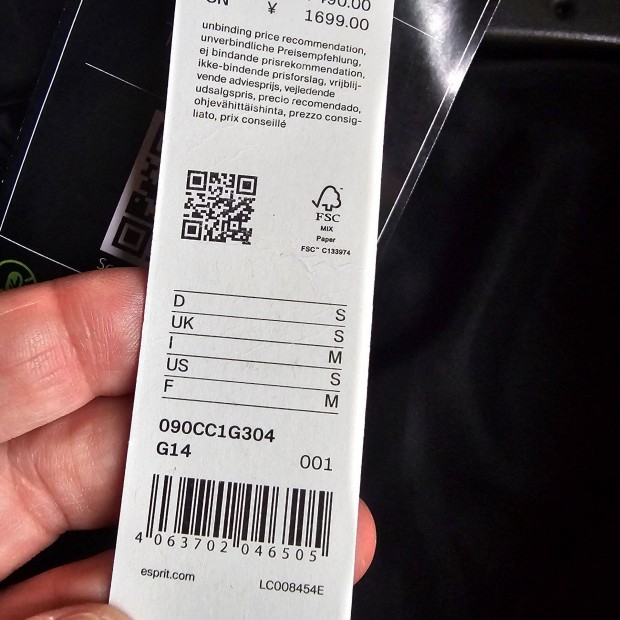 ¥ 1699.00
unbinding price recommendation,
unverbindliche Preisempfehlung,
ej bindande prisrekommendation,
ikke-bindende prisforslag, vrijblij-
vende adviesprijs, vejledende
udsalgspris, precio recomendado,
ohjevähittäishinta, prezzo consig-
liato, prix conseillé
FSC
MIX
Paper
FSC™ C133974
D S
UK S
I M
US S
F M
090CC1G304
G14
001
4 063702 046505
esprit.com LC008454E